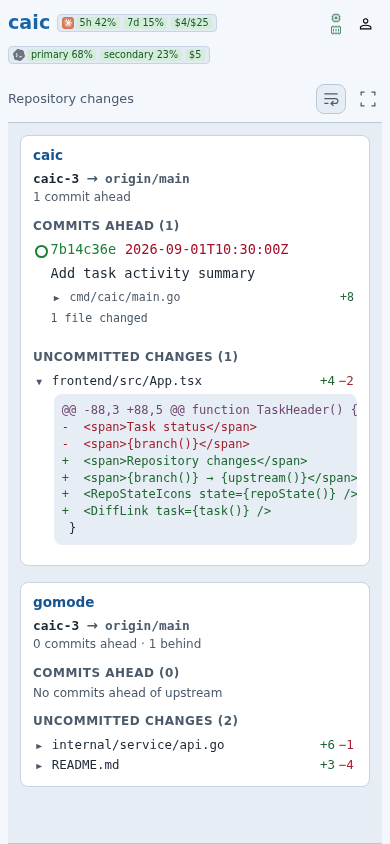 caic 5h 42% 7d 15% $4/$25
primary 68% secondary 23% $5
Repository changes
caic
caic-3 → origin/main
1 commit ahead
COMMITS AHEAD (1)
7b14c36e 2026-09-01T10:30:00Z
Add task activity summary
▸ cmd/caic/main.go +8
1 file changed
UNCOMMITTED CHANGES (1)
▾ frontend/src/App.tsx +4 −2
@@ -88,3 +88,5 @@ function TaskHeader() {
-  <span>Task status</span>
-  <span>{branch()}</span>
+  <span>Repository changes</span>
+  <span>{branch()} → {upstream()}</span>
+  <RepoStateIcons state={repoState()} />
+  <DiffLink task={task()} />
}
gomode
caic-3 → origin/main
0 commits ahead · 1 behind
COMMITS AHEAD (0)
No commits ahead of upstream
UNCOMMITTED CHANGES (2)
▸ internal/service/api.go +6 −1
▸ README.md +3 −4